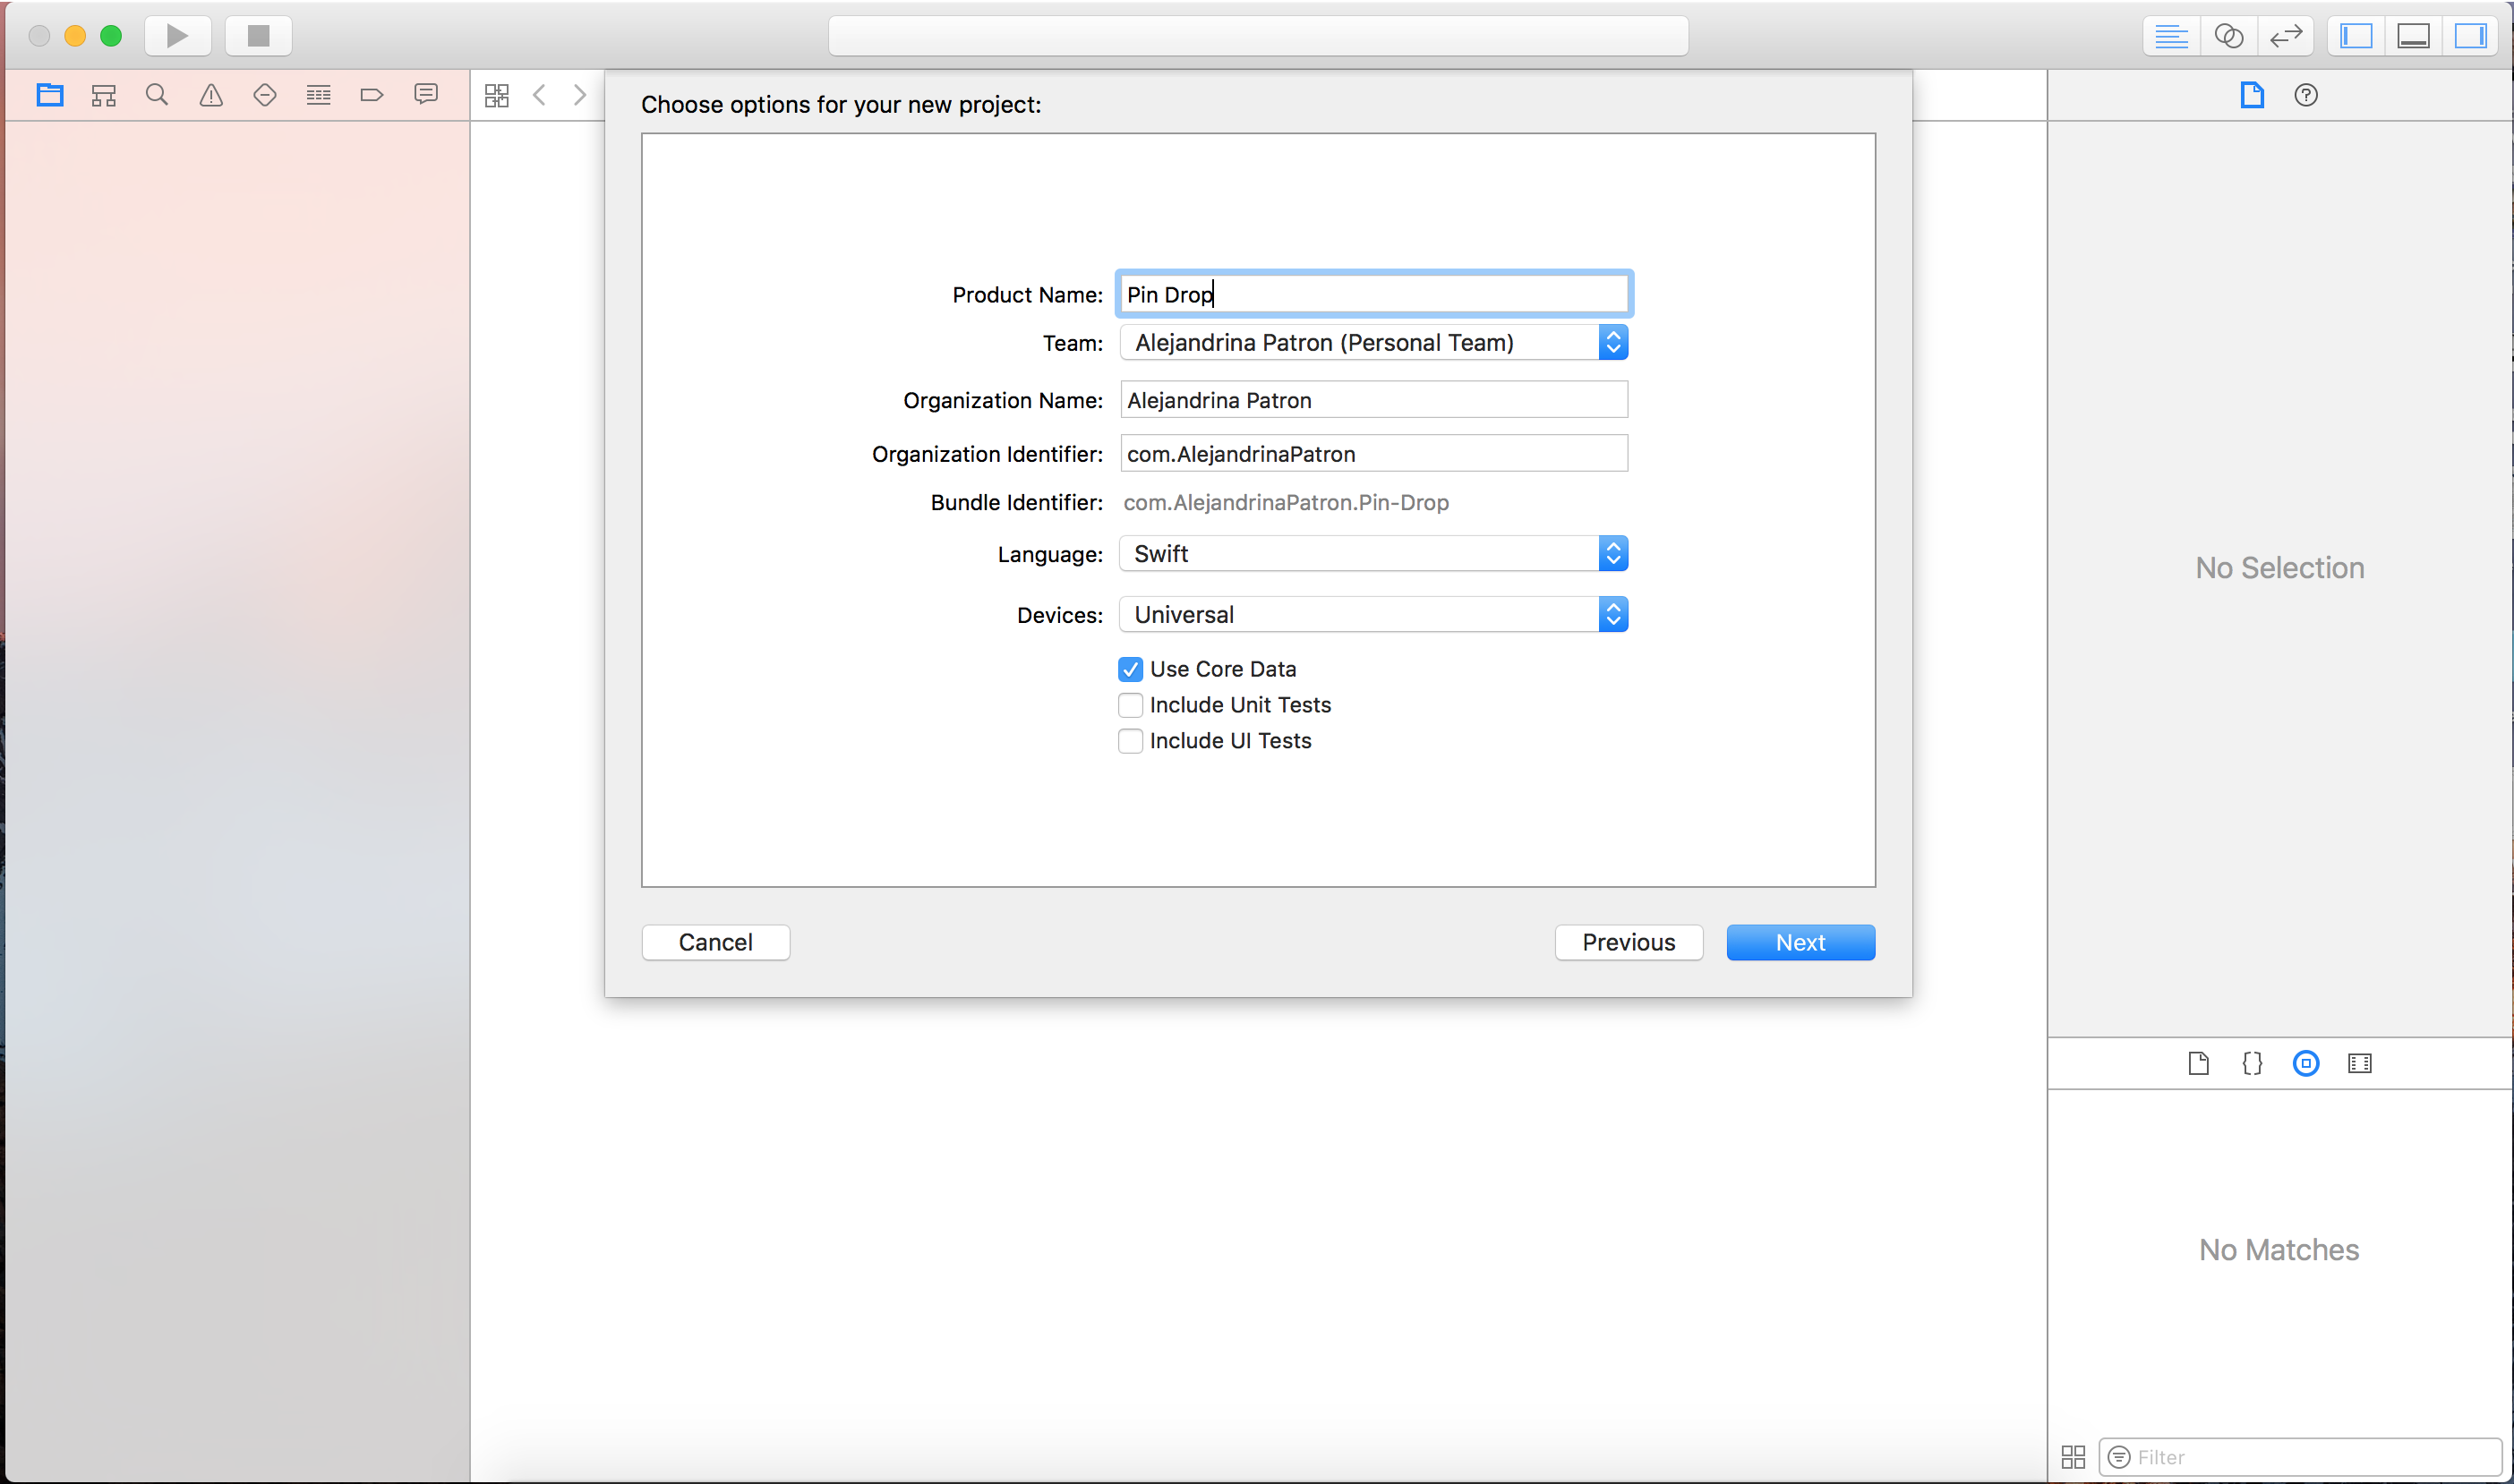 Choose options for your new project:
Product Name: Pin Drop
Team: Alejandrina Patron (Personal Team)
Organization Name: Alejandrina Patron
Organization Identifier: com.AlejandrinaPatron
Bundle Identifier: com.AlejandrinaPatron.Pin-Drop
Language: Swift
Devices: Universal
Use Core Data
Include Unit Tests
Include UI Tests
Cancel Previous Next
No Selection
No Matches
Filter